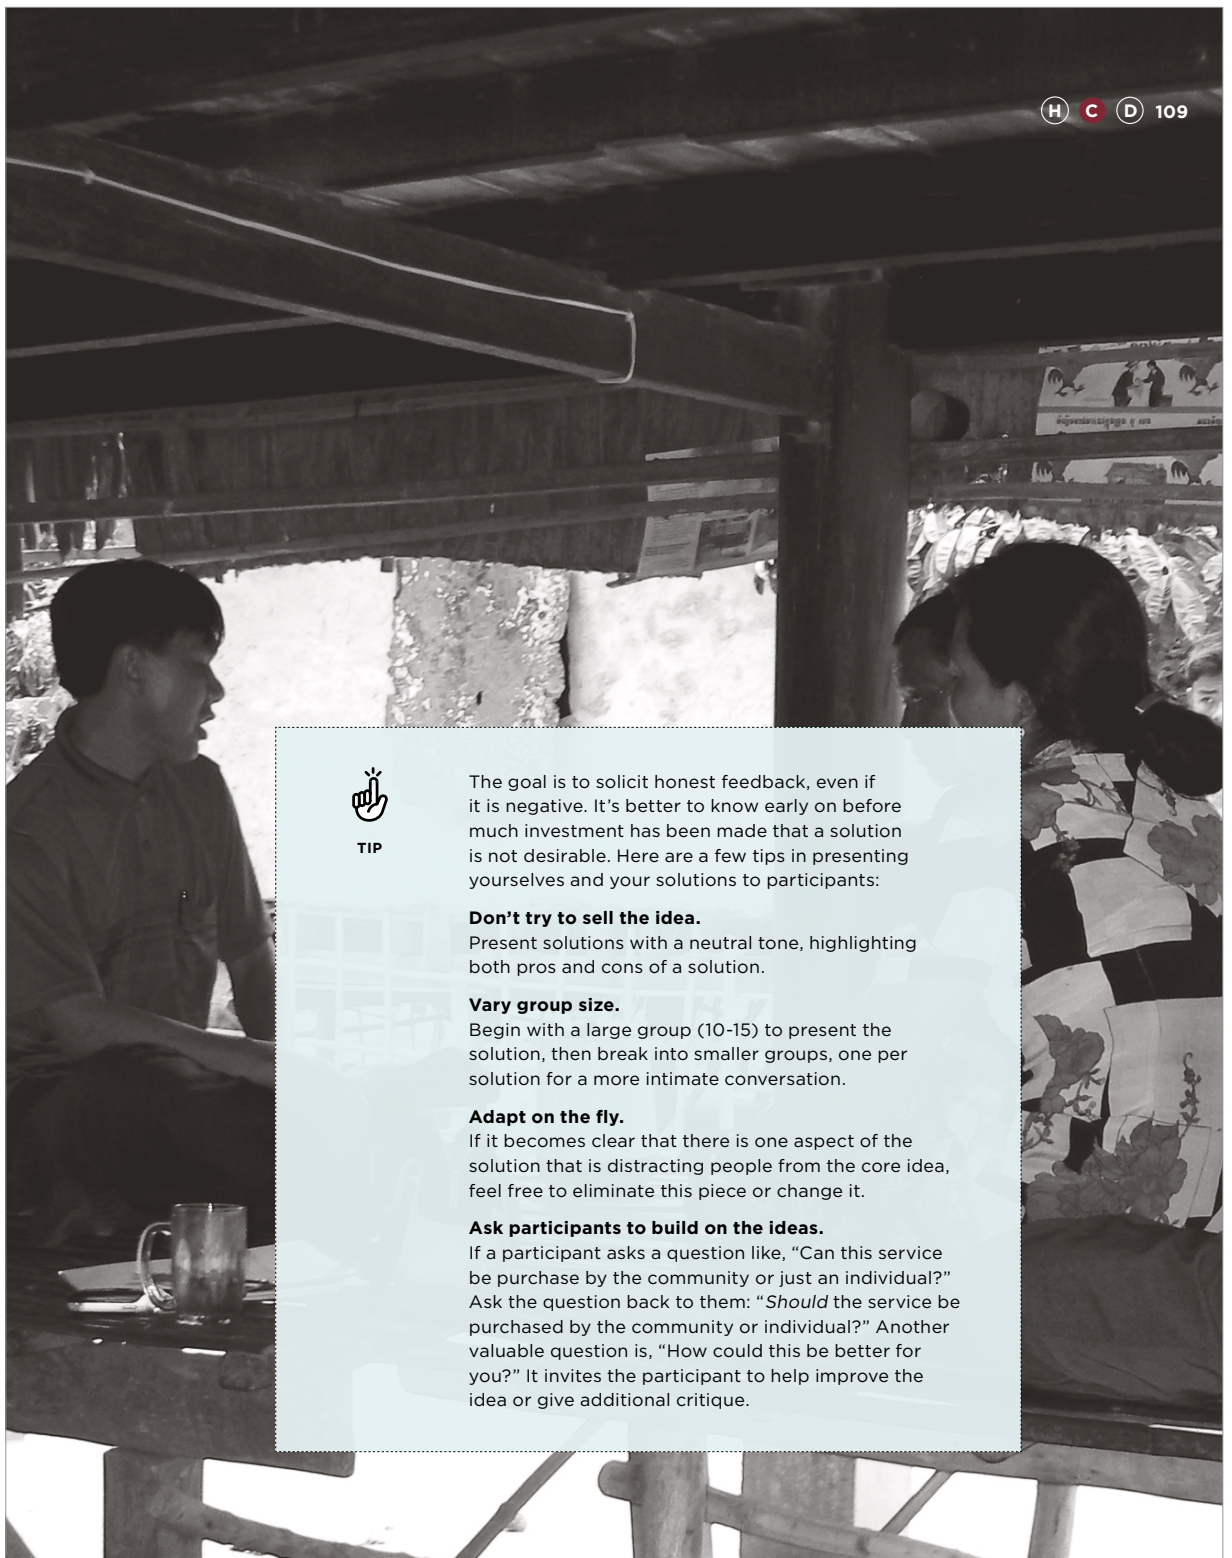 H C D 109
TIP
The goal is to solicit honest feedback, even if
it is negative. It’s better to know early on before
much investment has been made that a solution
is not desirable. Here are a few tips in presenting
yourselves and your solutions to participants:
Don’t try to sell the idea.
Present solutions with a neutral tone, highlighting
both pros and cons of a solution.
Vary group size.
Begin with a large group (10-15) to present the
solution, then break into smaller groups, one per
solution for a more intimate conversation.
Adapt on the fly.
If it becomes clear that there is one aspect of the
solution that is distracting people from the core idea,
feel free to eliminate this piece or change it.
Ask participants to build on the ideas.
If a participant asks a question like, “Can this service
be purchase by the community or just an individual?”
Ask the question back to them: “Should the service be
purchased by the community or individual?” Another
valuable question is, “How could this be better for
you?” It invites the participant to help improve the
idea or give additional critique.